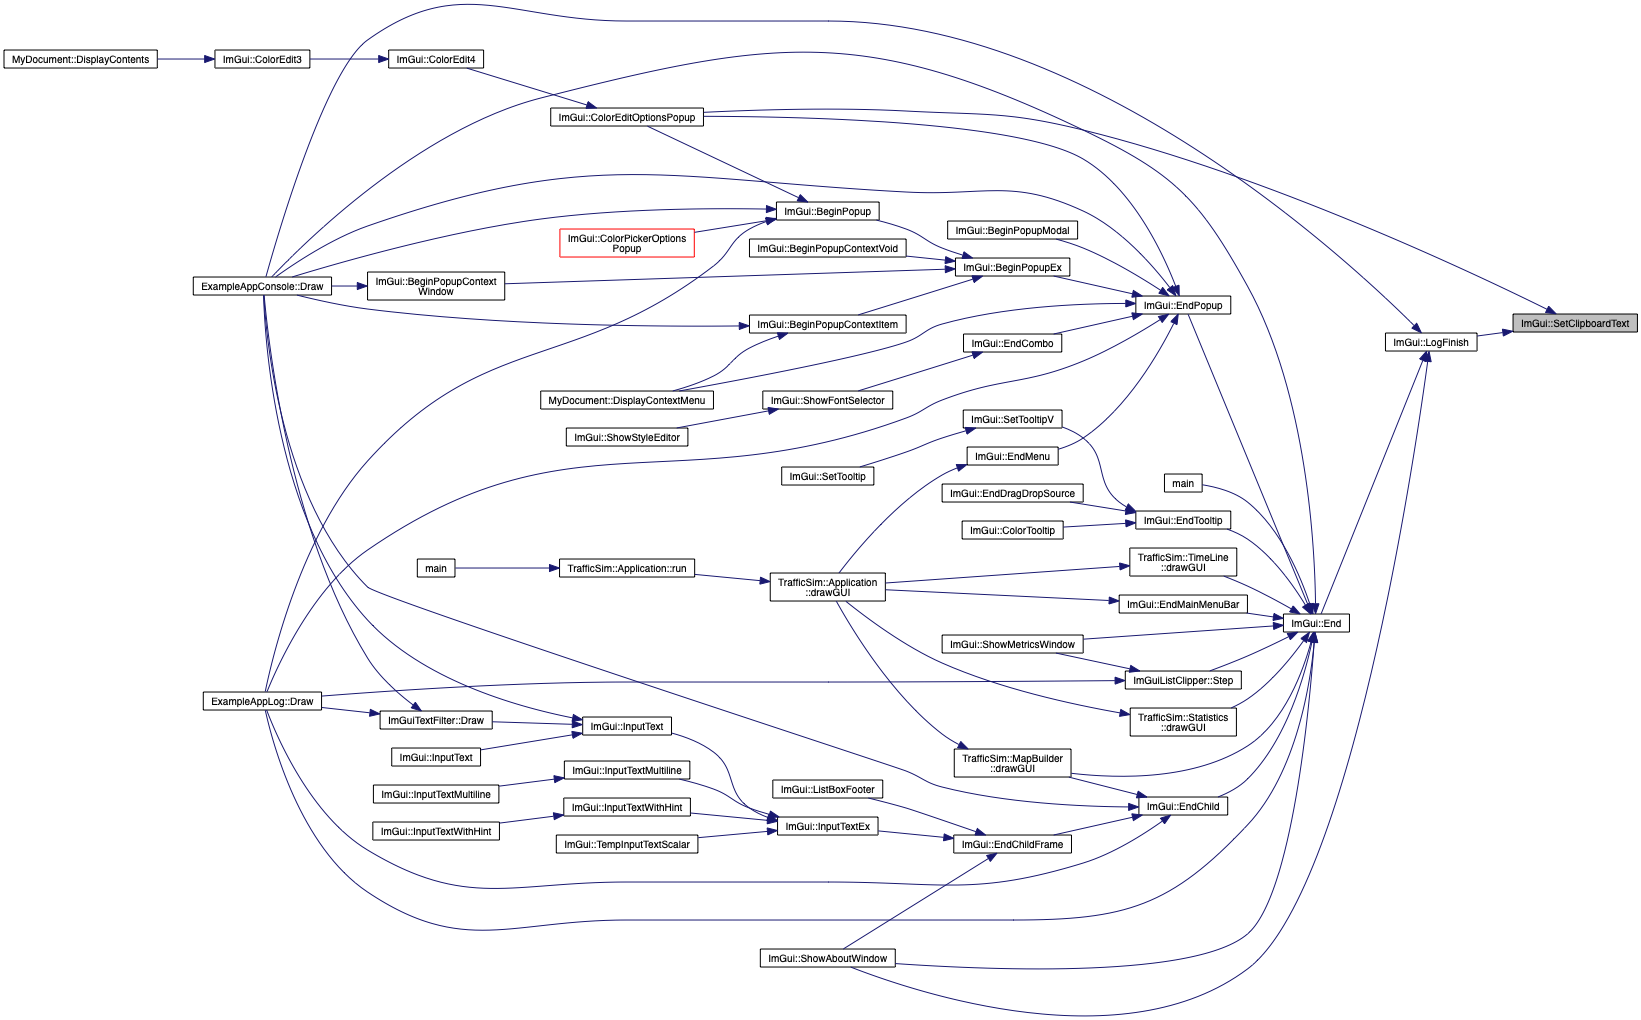 MyDocument::DisplayContents
ImGui::ColorEdit3
ImGui::ColorEdit4
ImGui::ColorEditOptionsPopup
ImGui::BeginPopup
ImGui::BeginPopupModal
ImGui::ColorPickerOptions
Popup
ImGui::BeginPopupContextVoid
ImGui::BeginPopupEx
ExampleAppConsole::Draw
ImGui::BeginPopupContext
Window
ImGui::EndPopup
ImGui::BeginPopupContextItem
ImGui::SetClipboardText
ImGui::EndCombo
ImGui::LogFinish
MyDocument::DisplayContextMenu
ImGui::ShowFontSelector
ImGui::SetTooltipV
ImGui::ShowStyleEditor
ImGui::EndMenu
ImGui::SetTooltip
main
ImGui::EndDragDropSource
ImGui::EndTooltip
ImGui::ColorTooltip
main
TrafficSim::Application::run
TrafficSim::TimeLine
::drawGUI
TrafficSim::Application
::drawGUI
ImGui::EndMainMenuBar
ImGui::End
ImGui::ShowMetricsWindow
ImGuiListClipper::Step
ExampleAppLog::Draw
ImGuiTextFilter::Draw
ImGui::InputText
TrafficSim::Statistics
::drawGUI
ImGui::InputText
TrafficSim::MapBuilder
::drawGUI
ImGui::InputTextMultiline
ImGui::InputTextMultiline
ImGui::ListBoxFooter
ImGui::InputTextWithHint
ImGui::EndChild
ImGui::InputTextWithHint
ImGui::InputTextEx
ImGui::TempInputTextScalar
ImGui::EndChildFrame
ImGui::ShowAboutWindow